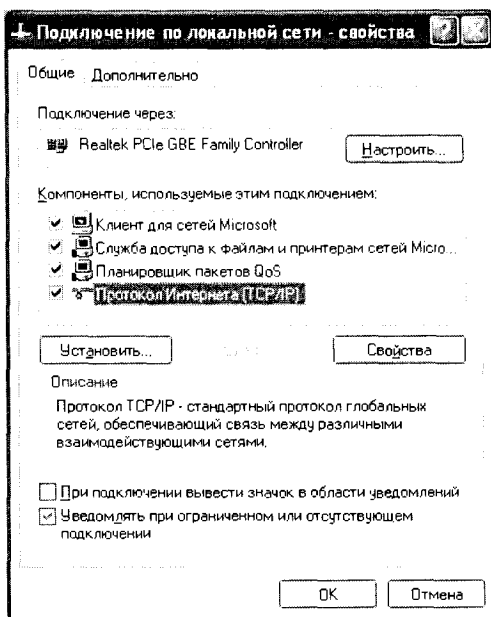 Подключение по локальной сети - свойства
Общие Дополнительно
Подключение через:
Realtek PCIe GBE Family Controller
Настроить...
Компоненты, используемые этим подключением:
Клиент для сетей Microsoft
Служба доступа к файлам и принтерам сетей Micro...
Планировщик пакетов QoS
Протокол Интернета (TCP/IP)
Установить... Свойства
Описание
Протокол TCP/IP - стандартный протокол глобальных
сетей, обеспечивающий связь между различными
взаимодействующими сетями.
При подключении вывести значок в области уведомлений
Уведомлять при ограниченном или отсутствующем
подключении
OK Отмена